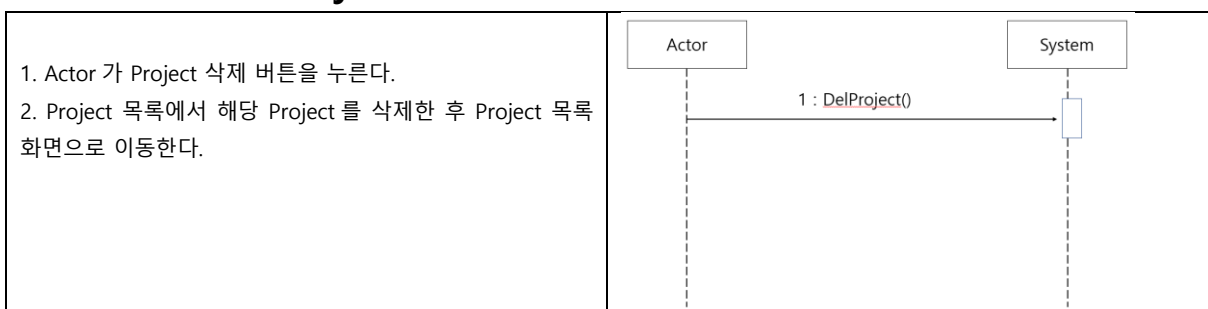 1. Actor 가 Project 삭제 버튼을 누른다.
2. Project 목록에서 해당 Project 를 삭제한 후 Project 목록
화면으로 이동한다.
Actor
System
1 : DelProject()